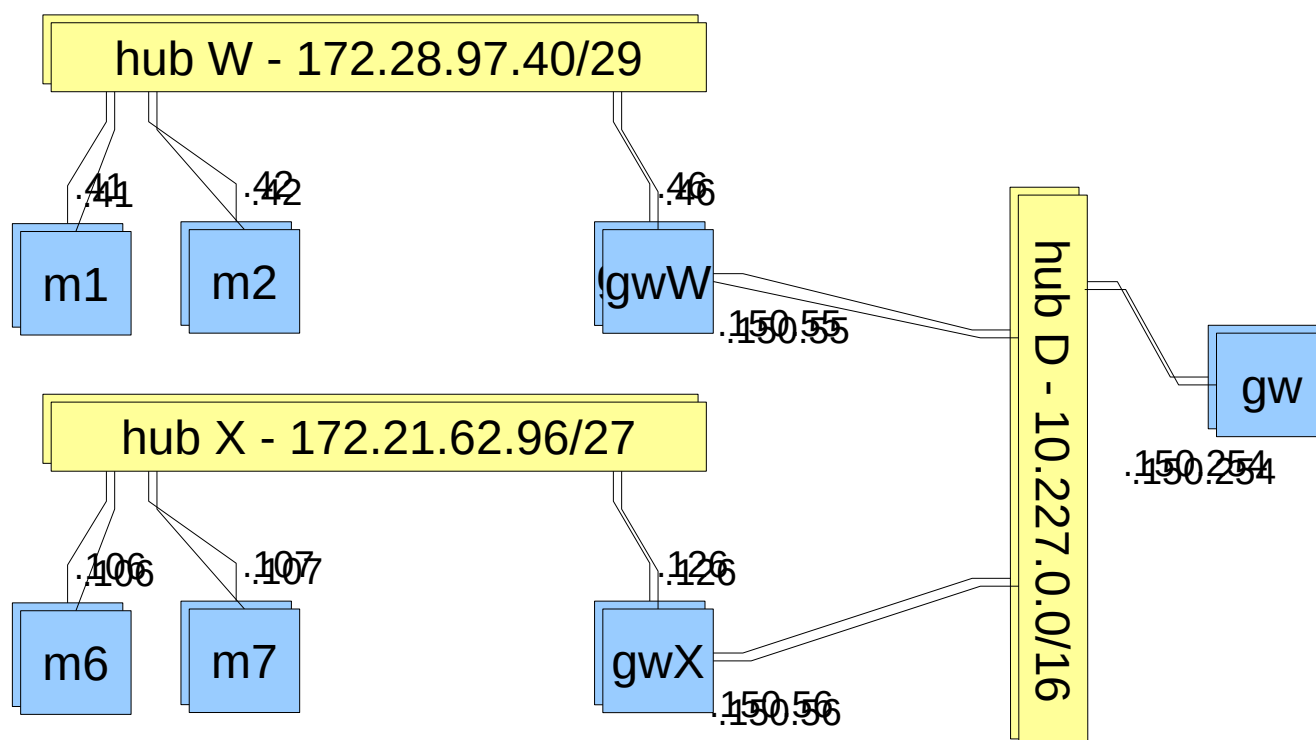 hub W - 172.28.97.40/29
.41
.42
.46
m1
m2
gwW
.150.55
hub D - 10.227.0.0/16
gw
.150.254
hub X - 172.21.62.96/27
.106
.107
.126
m6
m7
gwX
.150.56